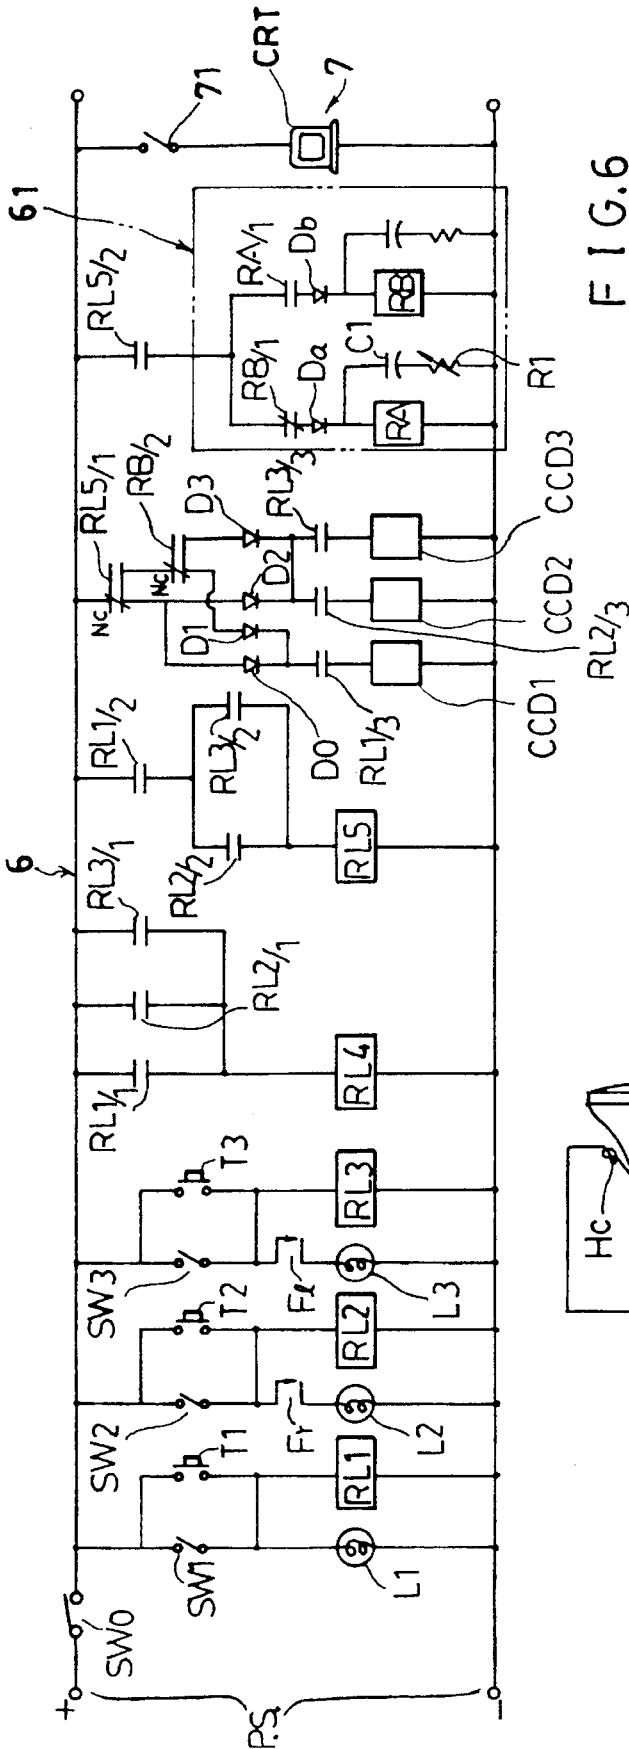 +
P.S.
−
SW0
SW1
T1
L1
RL1
SW2
T2
Fr
L2
RL2
SW3
T3
Fℓ
L3
RL3
RL1/1
RL2/1
RL3/1
RL4
6
RL1/2
RL2/2
RL3/2
RL5
RL5/1
NC
RB/2
NC
D0
D1
D2
D3
RL1/3
RL2/3
RL3/3
CCD1
CCD2
CCD3
RL5/2
61
RB/1
RA/1
Da
Db
C1
R1
RA
RB
71
CRT
7
FIG.6
Hc